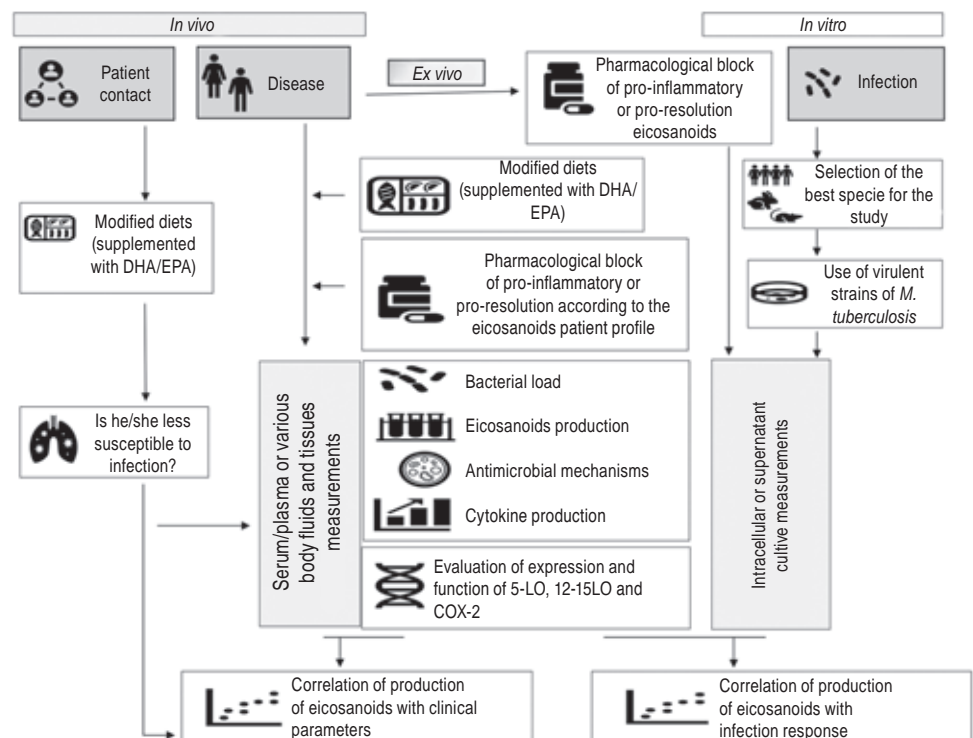 In vivo
In vitro
Patient
contact
Disease
Ex vivo
Pharmacological block
of pro-inflammatory
or pro-resolution
eicosanoids
Infection
Modified diets
(supplemented with DHA/
EPA)
Selection of the
best specie for the
study
Modified diets
(supplemented
with DHA/EPA)
Pharmacological block
of pro-inflammatory or
pro-resolution according to the
eicosanoids patient profile
Use of virulent
strains of M.
tuberculosis
Is he/she less
susceptible to
infection?
Serum/plasma or various
body fluids and tissues
measurements
Bacterial load
Eicosanoids production
Antimicrobial mechanisms
Cytokine production
Evaluation of expression and
function of 5-LO, 12-15LO and
COX-2
Intracellular or supernatant
cultive measurements
Correlation of production
of eicosanoids with clinical
parameters
Correlation of production
of eicosanoids with
infection response